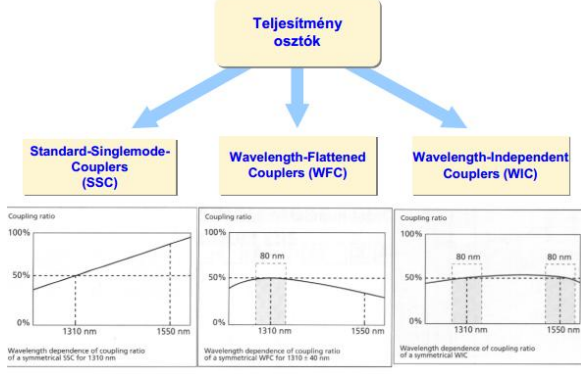 Teljesítmény
osztók
Standard-Singlemode-
Couplers
(SSC)
Wavelength-Flattened
Couplers (WFC)
Wavelength-Independent
Couplers (WIC)
Coupling ratio
100%
50%
0%
1310 nm
1550 nm
Wavelength dependence of coupling ratio
of a symmetrical SSC for 1310 nm
Coupling ratio
100%
80 nm
50%
0%
1310 nm
1550 nm
Wavelength dependence of coupling ratio
of a symmetrical WFC for 1310 ± 40 nm
Coupling ratio
100%
80 nm
80 nm
50%
0%
1310 nm
1550 nm
Wavelength dependence of coupling ratio
of a symmetrical WIC